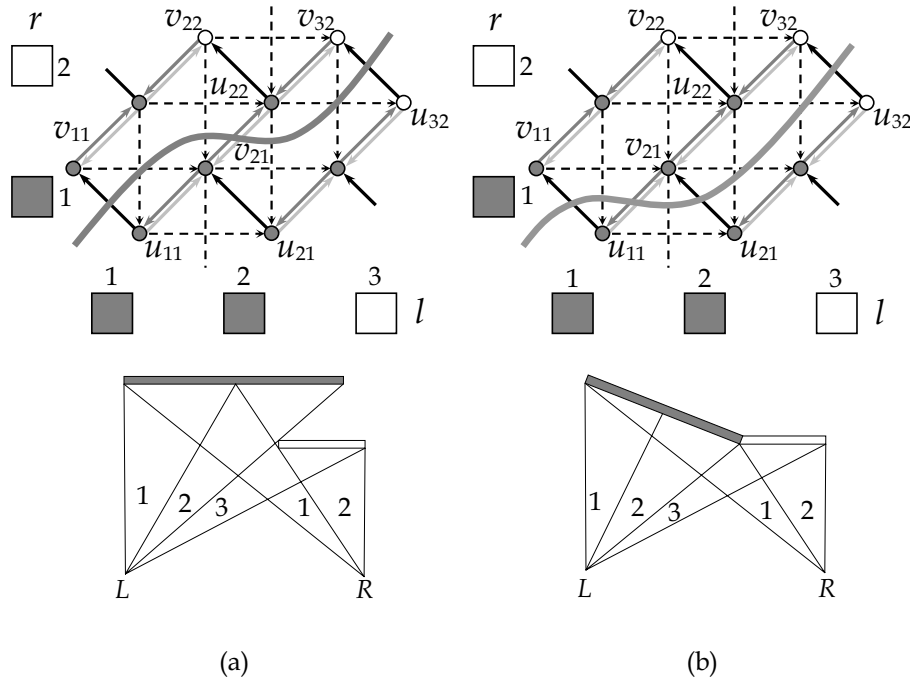 r v₂₂ v₃₂
2
u₂₂
v₁₁ u₃₂
v₂₁
1
u₁₁ u₂₁
1 2 3
l
1 2 3 1 2
L R
(a)
r v₂₂ v₃₂
2
u₂₂
v₁₁ u₃₂
v₂₁
1
u₁₁ u₂₁
1 2 3
l
1 2 3 1 2
L R
(b)